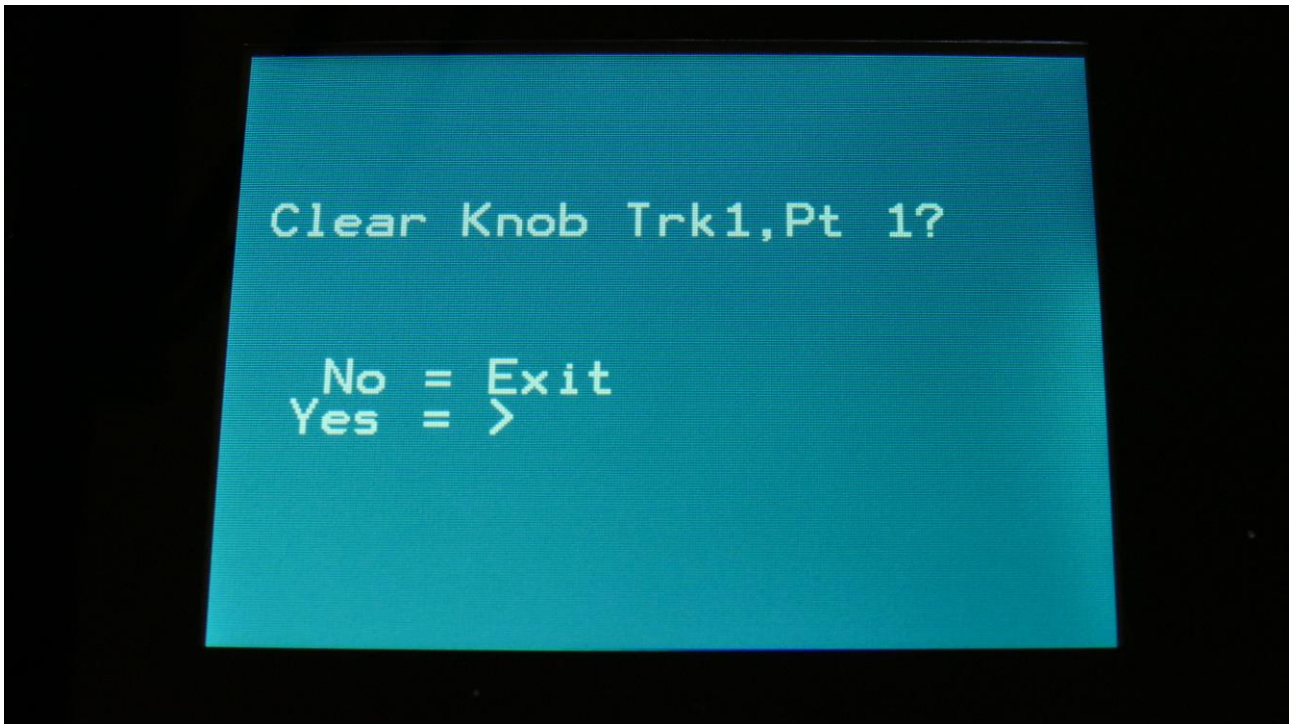 Clear Knob Trk1,Pt 1?
No = Exit
Yes = >